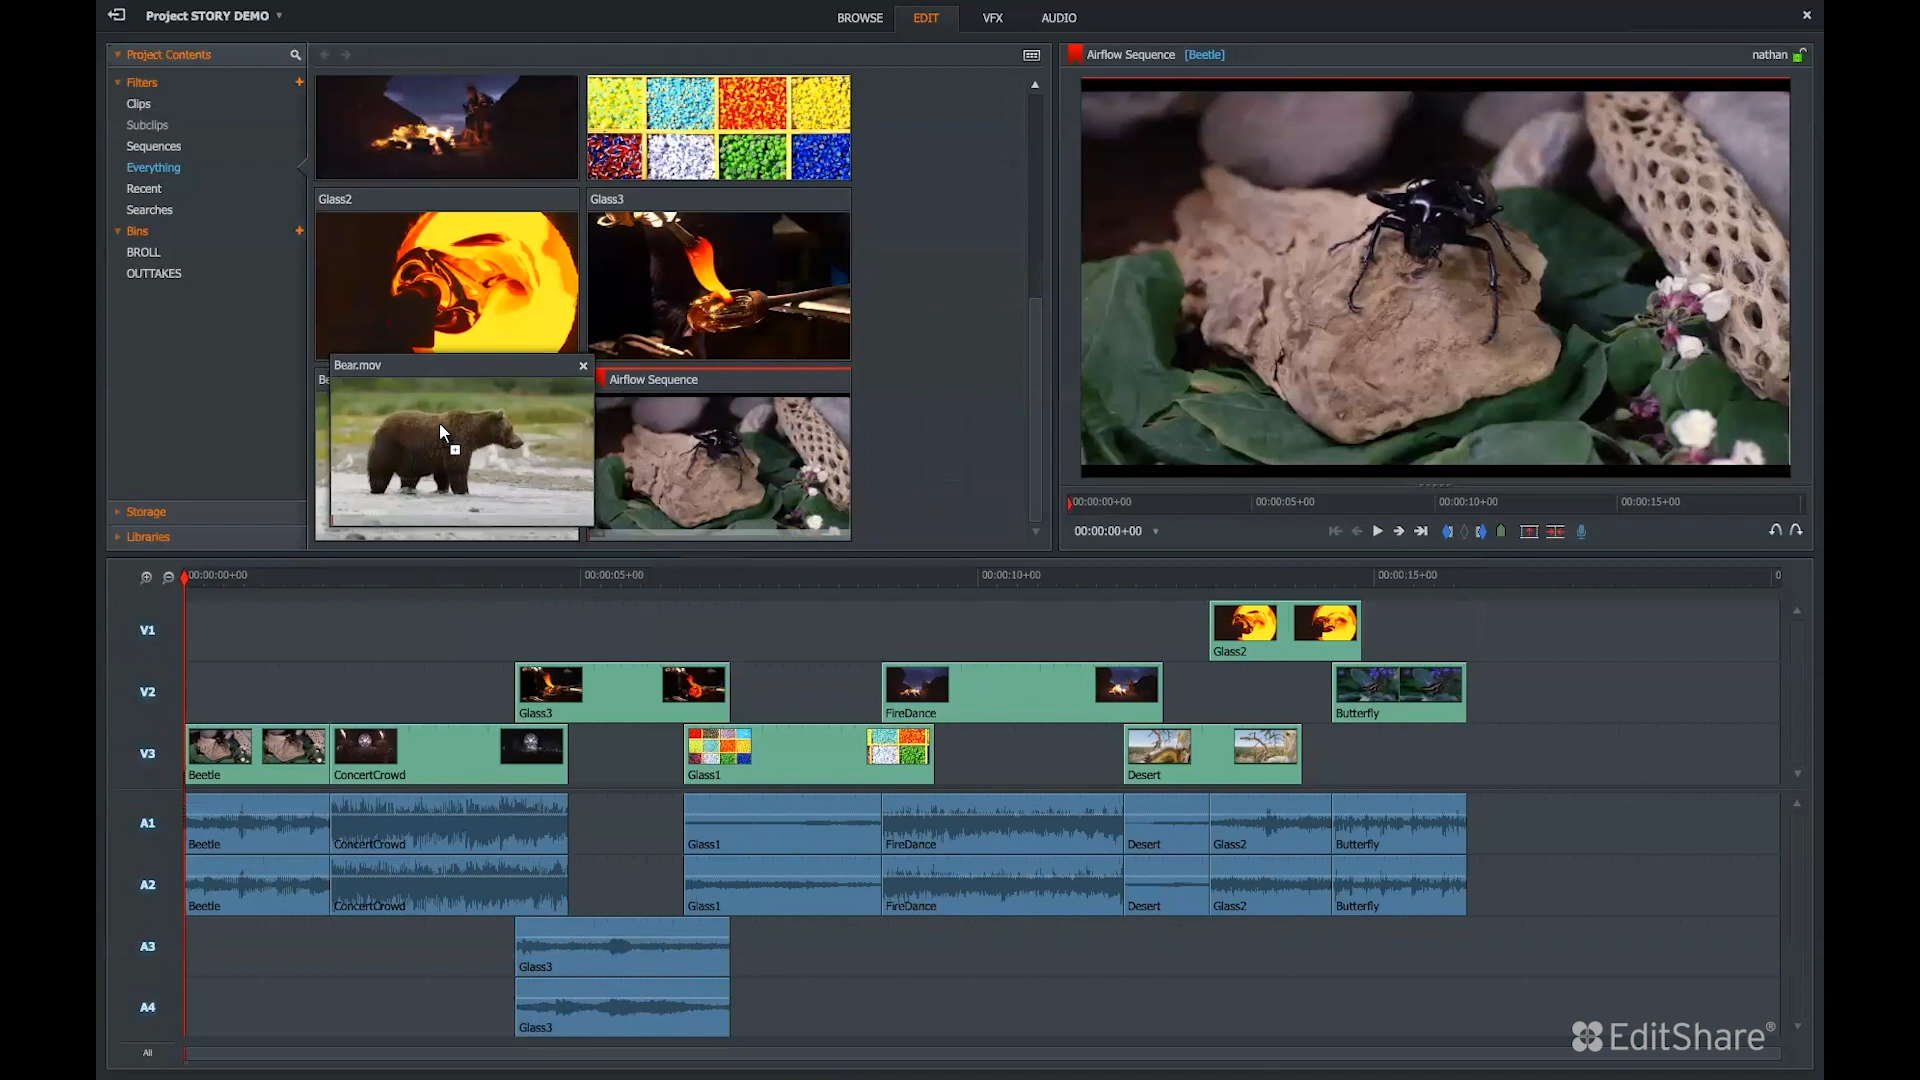 Project STORY DEMO
BROWSE
EDIT
VFX
AUDIO
Project Contents
Filters
Clips
Subclips
Sequences
Everything
Recent
Searches
Bins
BROLL
OUTTAKES
Storage
Libraries
Glass2
Glass3
Be
Bear.mov
Airflow Sequence
Airflow Sequence [Beetle]
nathan
00:00:00+00
00:00:05+00
00:00:10+00
00:00:15+00
00:00:00+00
00:00:00+00
00:00:05+00
00:00:10+00
00:00:15+00
0
V1
Glass2
V2
Glass3
FireDance
Butterfly
V3
Beetle
ConcertCrowd
Glass1
Desert
A1
Beetle
ConcertCrowd
Glass1
FireDance
Desert
Glass2
Butterfly
A2
Beetle
ConcertCrowd
Glass1
FireDance
Desert
Glass2
Butterfly
A3
Glass3
A4
Glass3
All
EditShare®